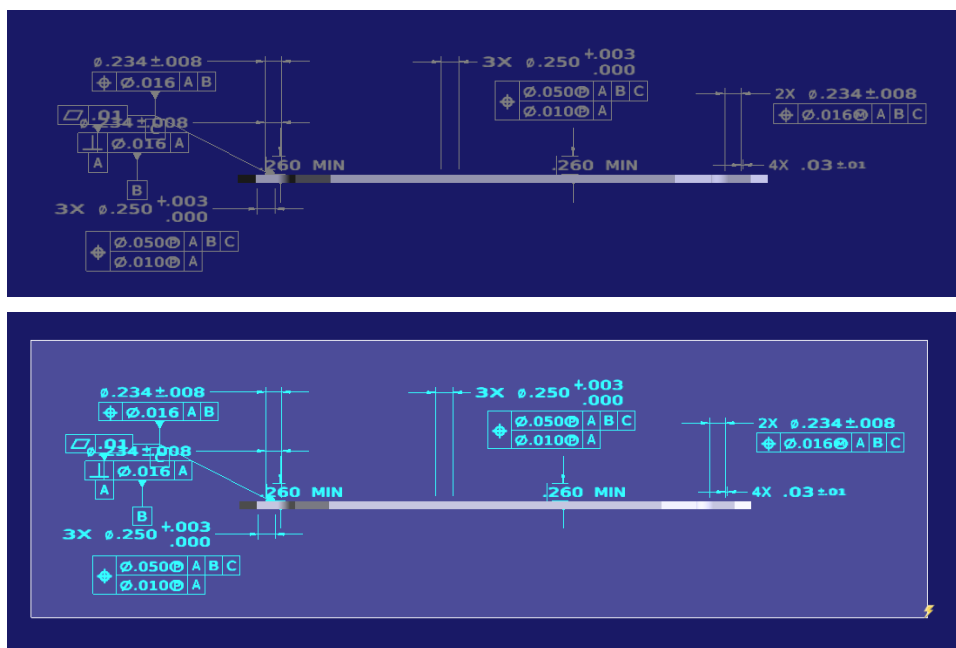 ø.234±.008
⌖ Ø.016 A B
⏥ .01
ø.234±.008
C
⟂ Ø.016 A
A
B
3X ø.250 +.003
.000
⌖ Ø.050Ⓟ A B C
Ø.010Ⓟ A
.260 MIN
3X ø.250 +.003
.000
⌖ Ø.050Ⓟ A B C
Ø.010Ⓟ A
.260 MIN
2X ø.234±.008
⌖ Ø.016Ⓜ A B C
4X .03±.01
ø.234±.008
⌖ Ø.016 A B
⏥ .01
ø.234±.008
C
⟂ Ø.016 A
A
B
3X ø.250 +.003
.000
⌖ Ø.050Ⓟ A B C
Ø.010Ⓟ A
.260 MIN
3X ø.250 +.003
.000
⌖ Ø.050Ⓟ A B C
Ø.010Ⓟ A
.260 MIN
2X ø.234±.008
⌖ Ø.016Ⓜ A B C
4X .03±.01